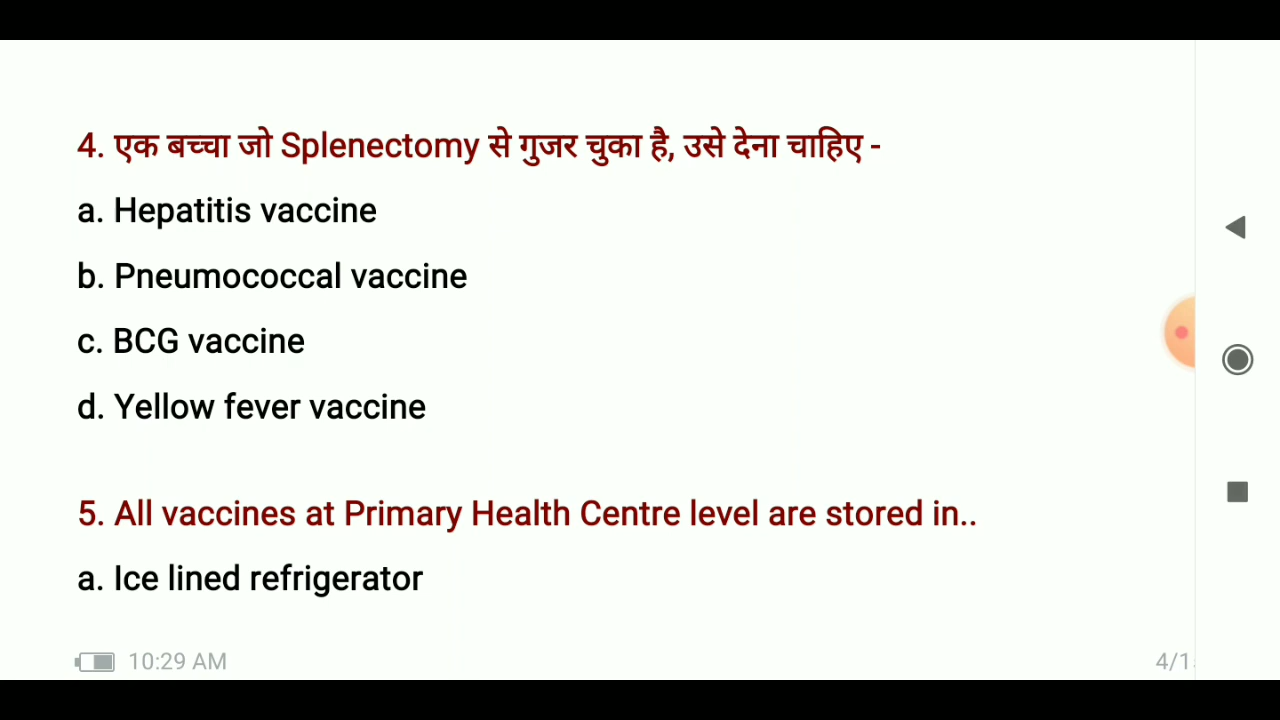 4. एक बच्चा जो Splenectomy से गुजर चुका है, उसे देना चाहिए -
a. Hepatitis vaccine
b. Pneumococcal vaccine
c. BCG vaccine
d. Yellow fever vaccine
5. All vaccines at Primary Health Centre level are stored in..
a. Ice lined refrigerator
10:29 AM